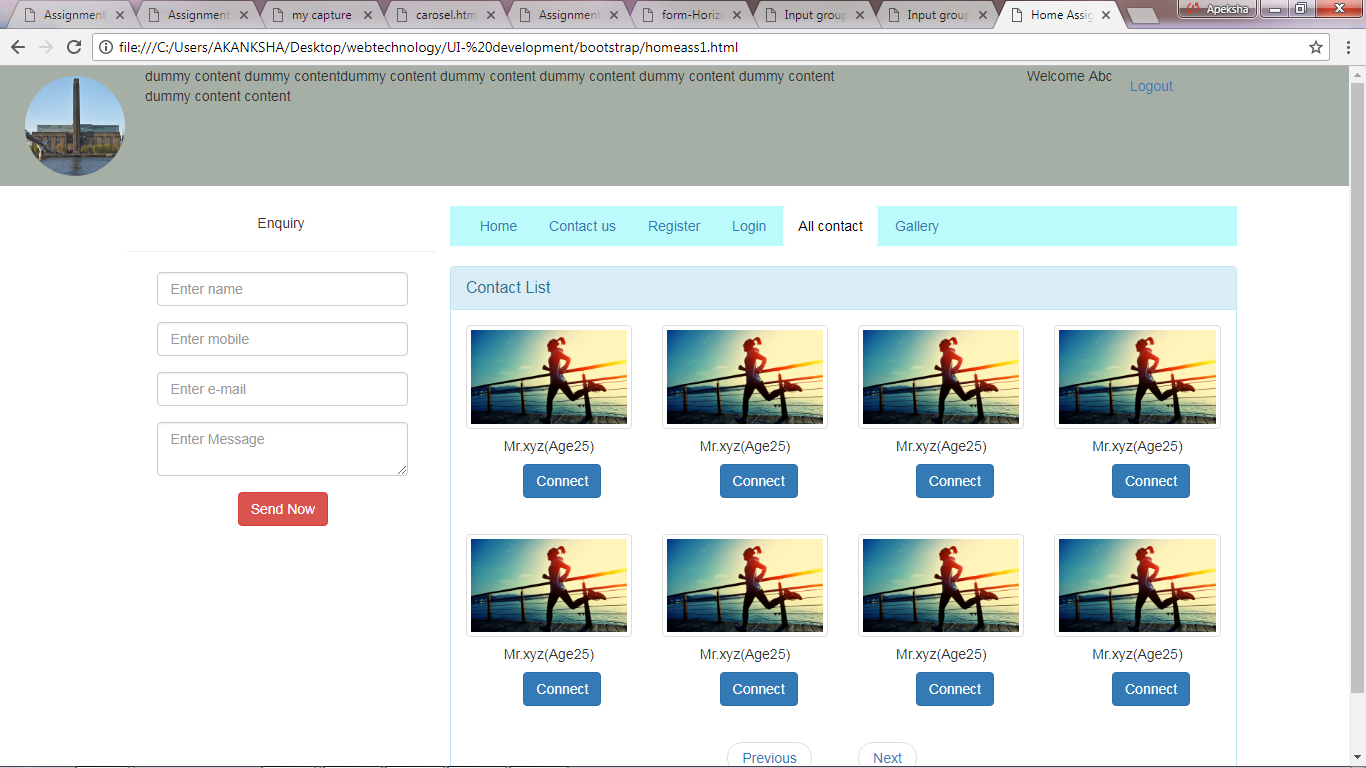 Assignment
Assignment
my capture
carosel.htm
Assignment
form-Horiz
Input group
Input group
Home Assig
Apeksha
file:///C:/Users/AKANKSHA/Desktop/webtechnology/UI-%20development/bootstrap/homeass1.html
dummy content dummy contentdummy content dummy content dummy content dummy content dummy content
dummy content content
Welcome Abc
Logout
Enquiry
Enter name
Enter mobile
Enter e-mail
Enter Message
Send Now
Home Contact us Register Login All contact Gallery
Contact List
Mr.xyz(Age25) Mr.xyz(Age25) Mr.xyz(Age25) Mr.xyz(Age25)
Connect Connect Connect Connect
Mr.xyz(Age25) Mr.xyz(Age25) Mr.xyz(Age25) Mr.xyz(Age25)
Connect Connect Connect Connect
Previous Next